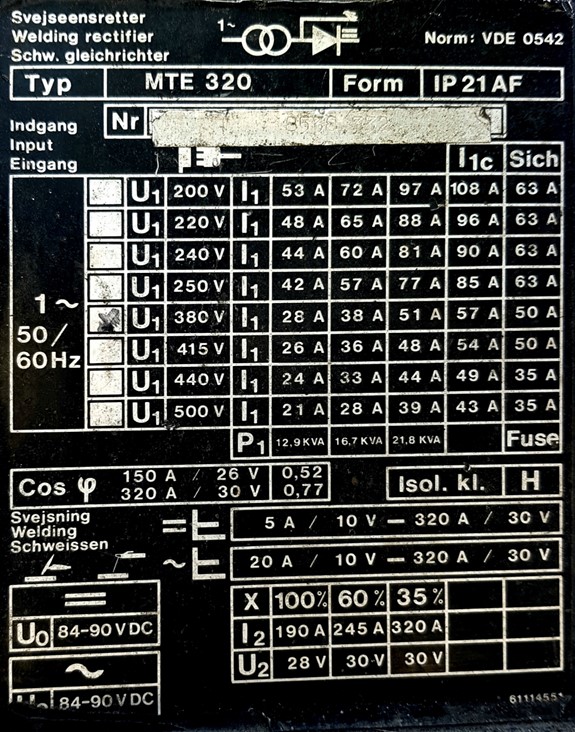 Svejseensretter
Welding rectifier
Schw. gleichrichter
1~
Norm: VDE 0542
Typ MTE 320 Form IP 21 AF
Indgang
Input
Eingang
Nr
I1c Sich
U1 200 V I1 53 A 72 A 97 A 108 A 63 A
U1 220 V I1 48 A 65 A 88 A 96 A 63 A
U1 240 V I1 44 A 60 A 81 A 90 A 63 A
U1 250 V I1 42 A 57 A 77 A 85 A 63 A
1~ 50/60Hz
U1 380 V I1 28 A 38 A 51 A 57 A 50 A
U1 415 V I1 26 A 36 A 48 A 54 A 50 A
U1 440 V I1 24 A 33 A 44 A 49 A 35 A
U1 500 V I1 21 A 28 A 39 A 43 A 35 A
P1 12,9KVA 16,7KVA 21,8KVA Fuse
Cos φ 150 A / 26 V 0,52
320 A / 30 V 0,77
Isol. kl. H
Svejsning
Welding
Schweissen
5 A / 10 V — 320 A / 30 V
~ 20 A / 10 V — 320 A / 30 V
X 100% 60% 35%
I2 190 A 245 A 320 A
U2 28 V 30 V 30 V
U0 84-90 V DC
~
84-90 V DC